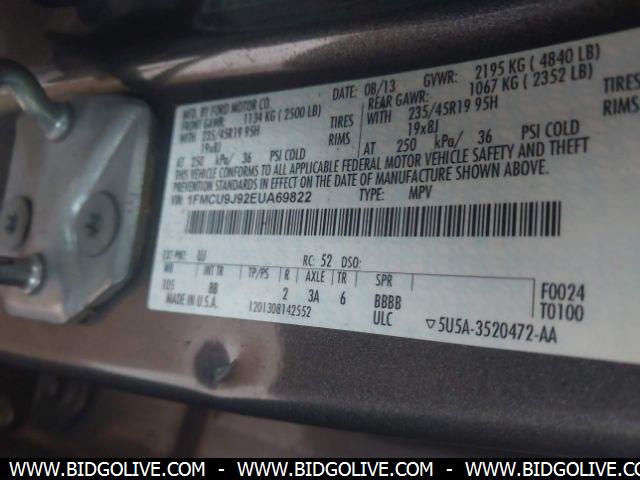 MFD. BY FORD MOTOR CO.
DATE: 08/13 GVWR: 2195 KG ( 4840 LB)
FRONT GAWR: 1134 KG ( 2500 LB) REAR GAWR: 1067 KG ( 2352 LB)
WITH 235/45R19 95H TIRES WITH 235/45R19 95H TIRES
19x8J RIMS 19x8J RIMS
AT 250 kPa/ 36 PSI COLD AT 250 kPa/ 36 PSI COLD
THIS VEHICLE CONFORMS TO ALL APPLICABLE FEDERAL MOTOR VEHICLE SAFETY AND THEFT
PREVENTION STANDARDS IN EFFECT ON THE DATE OF MANUFACTURE SHOWN ABOVE.
VIN: 1FMCU9J92EUA69822 TYPE: MPV
EXT PNT: UJ RC: 52 DSO:
WB INT TR TP/PS R AXLE TR SPR F0024
105 BB 2 3A 6 BBBB T0100
MADE IN U.S.A. 1201308142552 ULC ▽5U5A-3520472-AA
WWW.BIDGOLIVE.COM - WWW.BIDGOLIVE.COM - WWW.BIDGOLIVE.COM